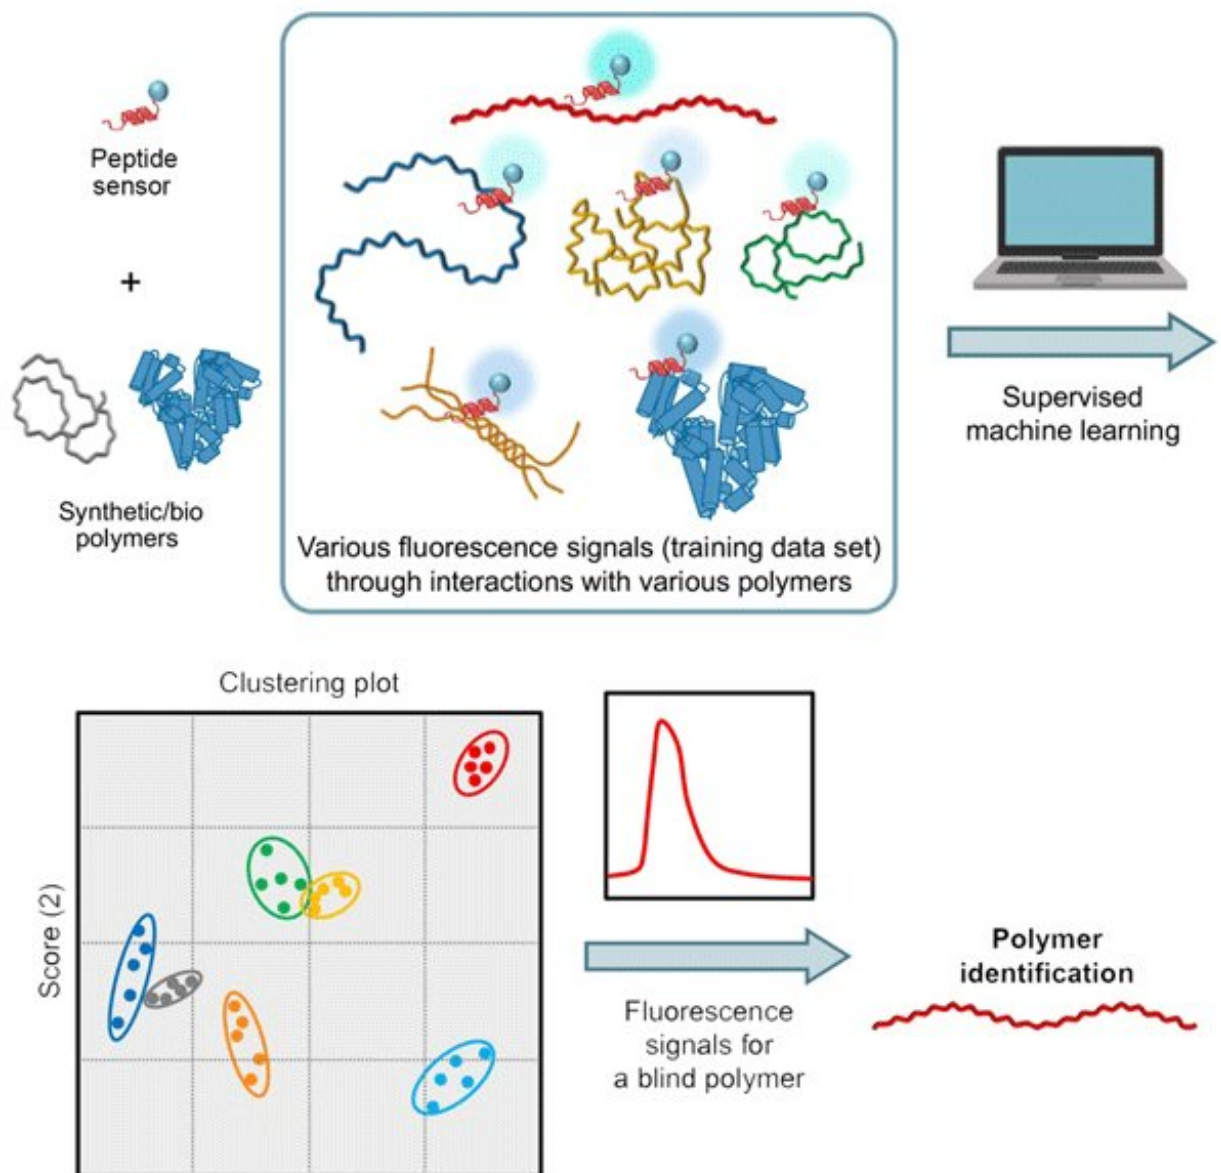 Peptide
sensor
+
Synthetic/bio
polymers
Various fluorescence signals (training data set)
through interactions with various polymers
Supervised
machine learning
Clustering plot
Score (2)
Fluorescence
signals for
a blind polymer
Polymer
identification